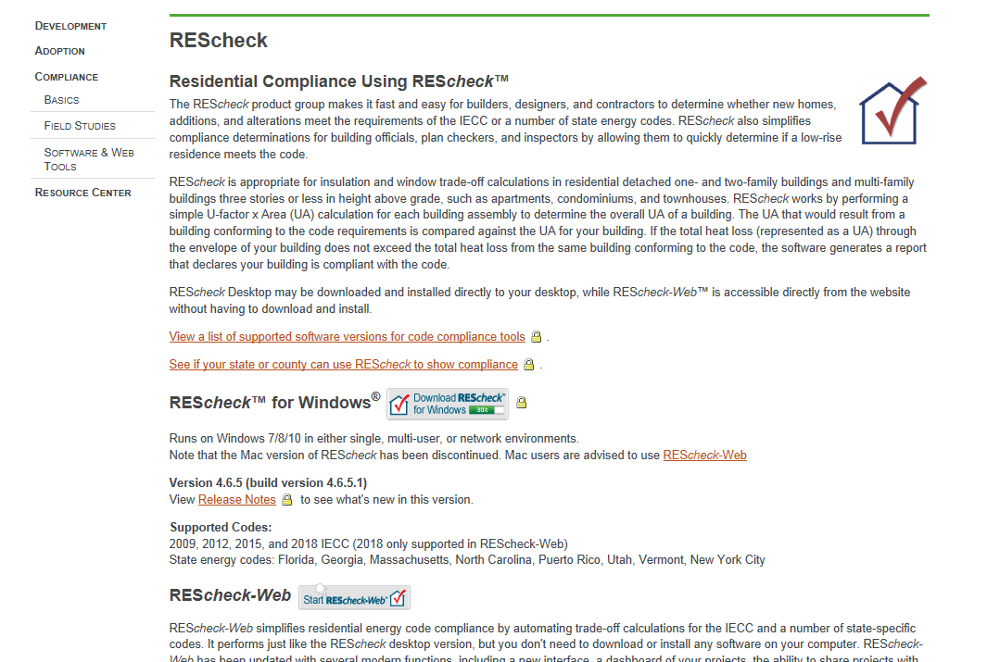 DEVELOPMENT
ADOPTION
COMPLIANCE
BASICS
FIELD STUDIES
SOFTWARE & WEB
TOOLS
RESOURCE CENTER
REScheck
Residential Compliance Using REScheck™
The REScheck product group makes it fast and easy for builders, designers, and contractors to determine whether new homes,
additions, and alterations meet the requirements of the IECC or a number of state energy codes. REScheck also simplifies
compliance determinations for building officials, plan checkers, and inspectors by allowing them to quickly determine if a low-rise
residence meets the code.
REScheck is appropriate for insulation and window trade-off calculations in residential detached one- and two-family buildings and multi-family
buildings three stories or less in height above grade, such as apartments, condominiums, and townhouses. REScheck works by performing a
simple U-factor x Area (UA) calculation for each building assembly to determine the overall UA of a building. The UA that would result from a
building conforming to the code requirements is compared against the UA for your building. If the total heat loss (represented as a UA) through
the envelope of your building does not exceed the total heat loss from the same building conforming to the code, the software generates a report
that declares your building is compliant with the code.
REScheck Desktop may be downloaded and installed directly to your desktop, while REScheck-Web™ is accessible directly from the website
without having to download and install.
View a list of supported software versions for code compliance tools .
See if your state or county can use REScheck to show compliance .
REScheck™ for Windows®
Download REScheck™
for Windows 30%
Runs on Windows 7/8/10 in either single, multi-user, or network environments.
Note that the Mac version of REScheck has been discontinued. Mac users are advised to use REScheck-Web
Version 4.6.5 (build version 4.6.5.1)
View Release Notes to see what's new in this version.
Supported Codes:
2009, 2012, 2015, and 2018 IECC (2018 only supported in REScheck-Web)
State energy codes: Florida, Georgia, Massachusetts, North Carolina, Puerto Rico, Utah, Vermont, New York City
REScheck-Web
Start REScheck-Web™
REScheck-Web simplifies residential energy code compliance by automating trade-off calculations for the IECC and a number of state-specific
codes. It performs just like the REScheck desktop version, but you don't need to download or install any software on your computer. REScheck-
Web has been updated with several modern functions, including a new interface, a dashboard of your projects, the ability to share projects with